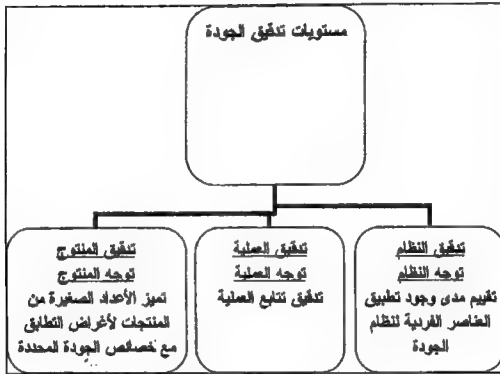 مستويات تدقيق الجودة
تدقيق النظام
توجه النظام
تقييم مدى وجود تطبيق
العناصر الفردية لنظام
الجودة
تدقيق العملية
توجه العملية
تدقيق تتابع العملية
تدقيق المنتوج
توجه المنتوج
تميز الأعداد الصغيرة من
المنتجات لأغراض التطابق
مع خصائص الجودة المحددة